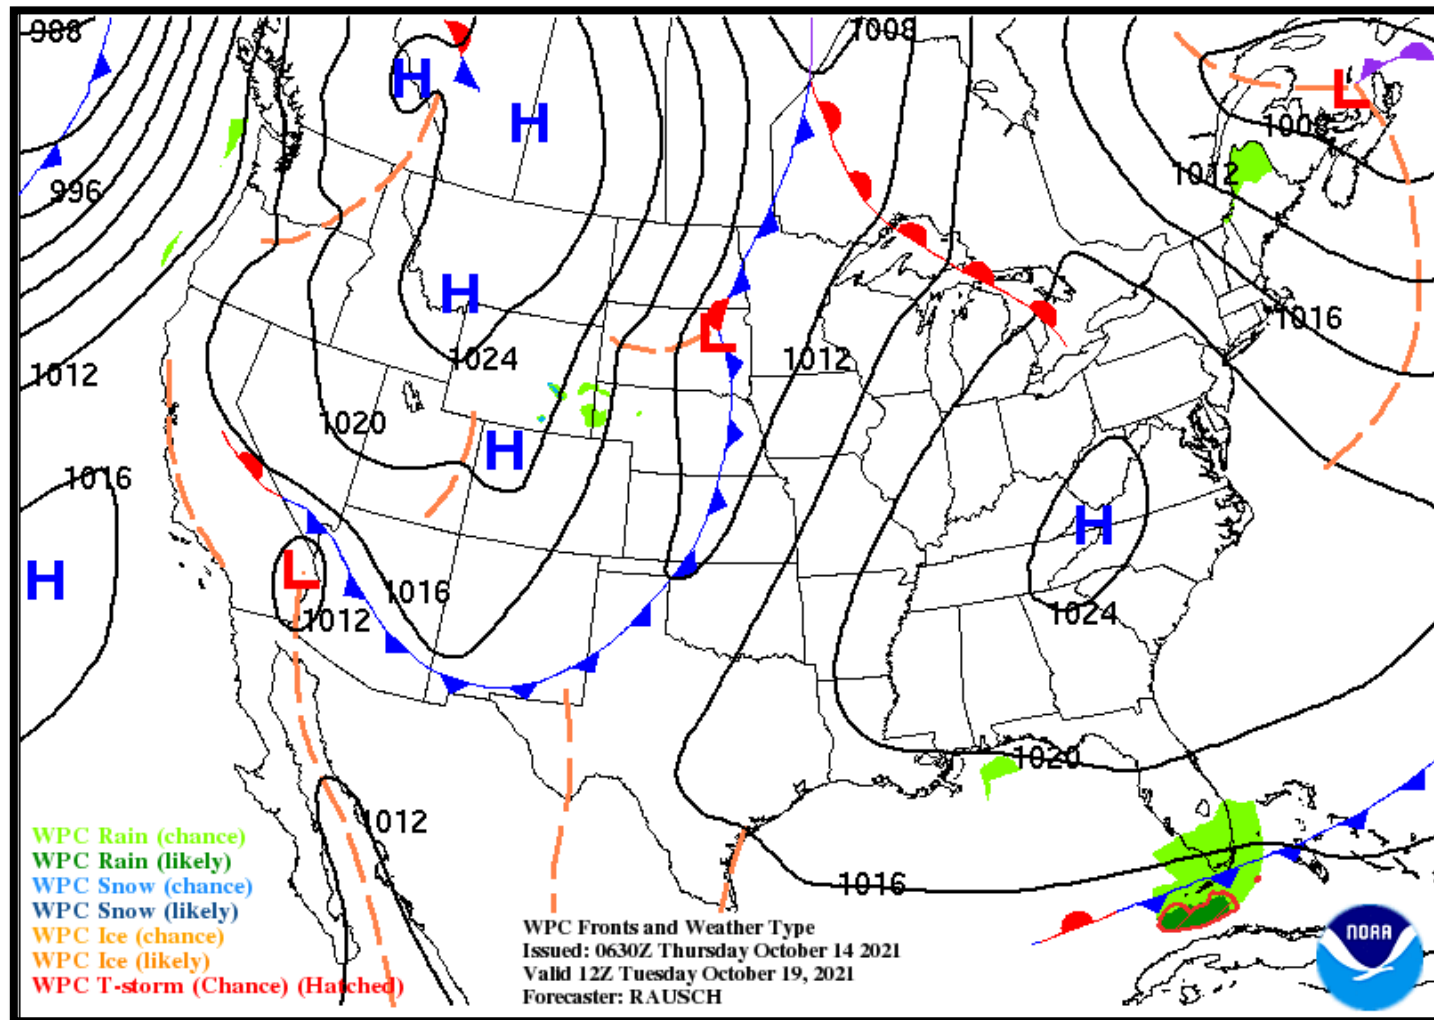 988
1008
H
H
L
1008
996
1012
H
1016
L
1012
1024
1012
1020
H
1016
H
H
L
1016
1024
1012
1020
1012
1016
WPC Rain (chance)
WPC Rain (likely)
WPC Snow (chance)
WPC Snow (likely)
WPC Ice (chance)
WPC Ice (likely)
WPC T-storm (Chance) (Hatched)
WPC Fronts and Weather Type
Issued: 0630Z Thursday October 14 2021
Valid 12Z Tuesday October 19, 2021
Forecaster: RAUSCH
NOAA